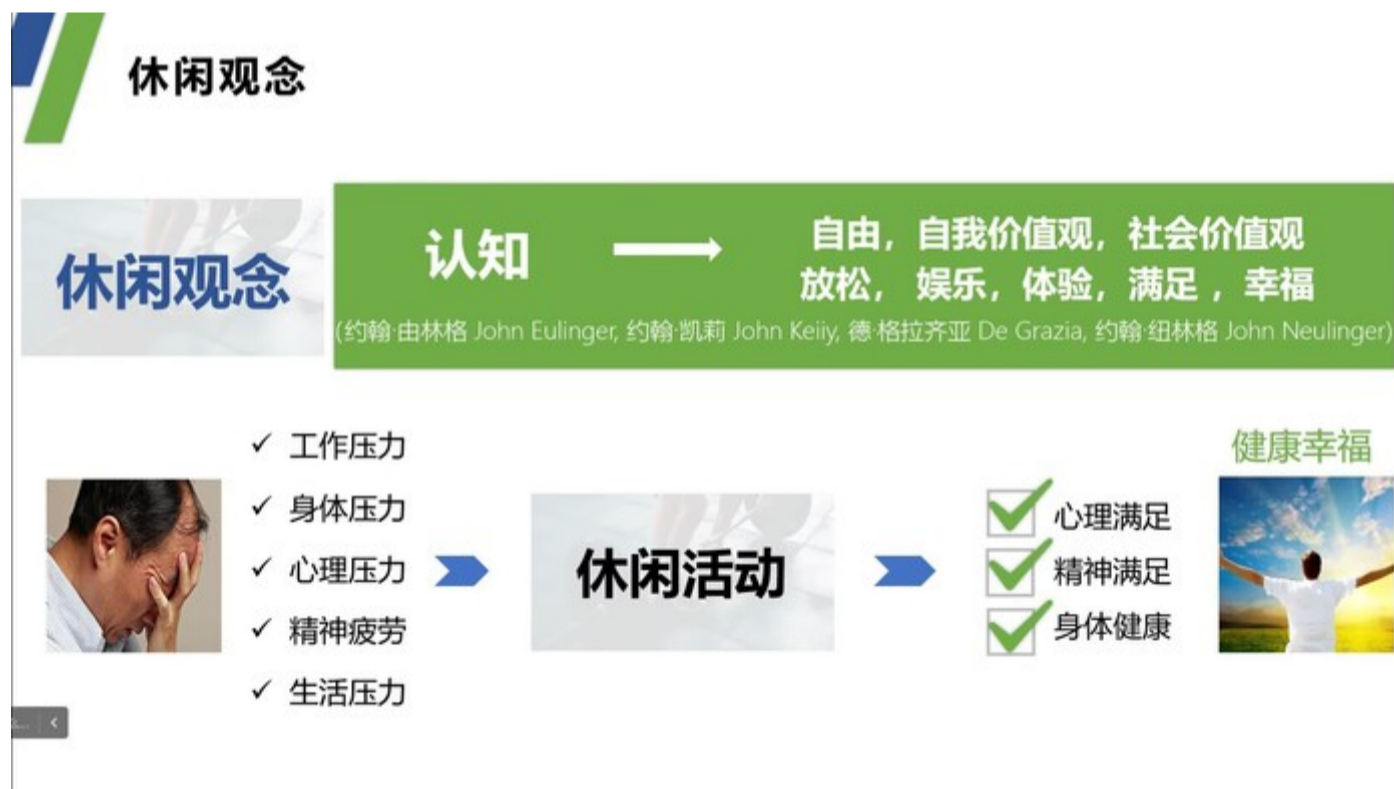 休闲观念
休闲观念
认知
自由，自我价值观，社会价值观
放松， 娱乐，体验，满足 ，幸福
(约翰·由林格 John Eulinger, 约翰·凯莉 John Keiiy, 德·格拉齐亚 De Grazia, 约翰·纽林格 John Neulinger)
✓ 工作压力
✓ 身体压力
✓ 心理压力
✓ 精神疲劳
✓ 生活压力
休闲活动
心理满足
精神满足
身体健康
健康幸福